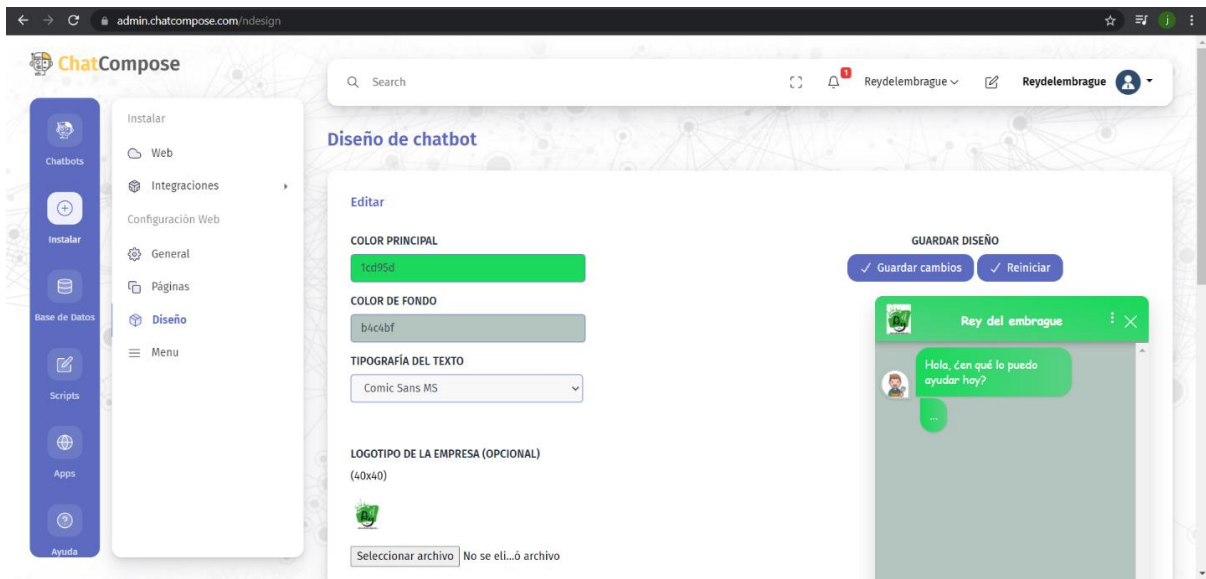 admin.chatcompose.com/ndesign
j
ChatCompose
Search
1
Reydelembrague
Reydelembrague
Chatbots
Instalar
Base de Datos
Scripts
Apps
Ayuda
Instalar
Web
Integraciones
Configuración Web
General
Páginas
Diseño
Menu
Diseño de chatbot
Editar
COLOR PRINCIPAL
1cd95d
COLOR DE FONDO
b4c4bf
TIPOGRAFÍA DEL TEXTO
Comic Sans MS
LOGOTIPO DE LA EMPRESA (OPCIONAL)
(40x40)
Seleccionar archivo No se eli...ó archivo
GUARDAR DISEÑO
Guardar cambios
Reiniciar
Rey del embrague
Hola, ¿en qué lo puedo
ayudar hoy?
...